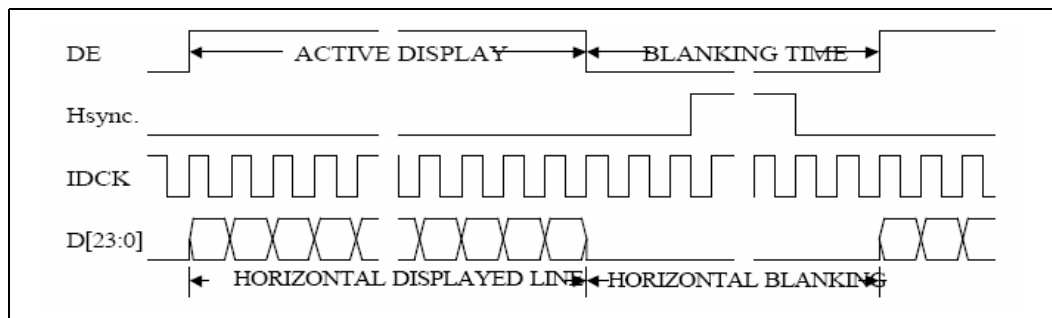 DE
ACTIVE DISPLAY
BLANKING TIME
Hsync.
IDCK
D[23:0]
HORIZONTAL DISPLAYED LINE
HORIZONTAL BLANKING